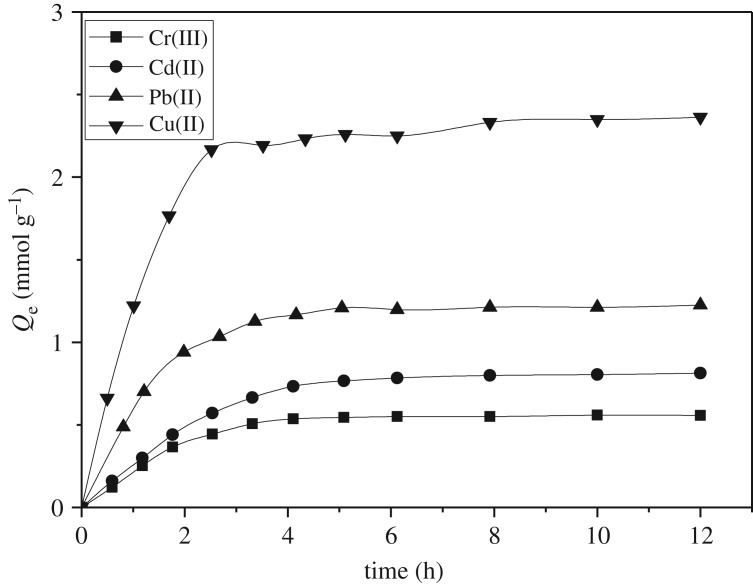 3
Cr(III)
Cd(II)
Pb(II)
Cu(II)
2
Qe (mmol g⁻¹)
1
0
0 2 4 6 8 10 12
time (h)